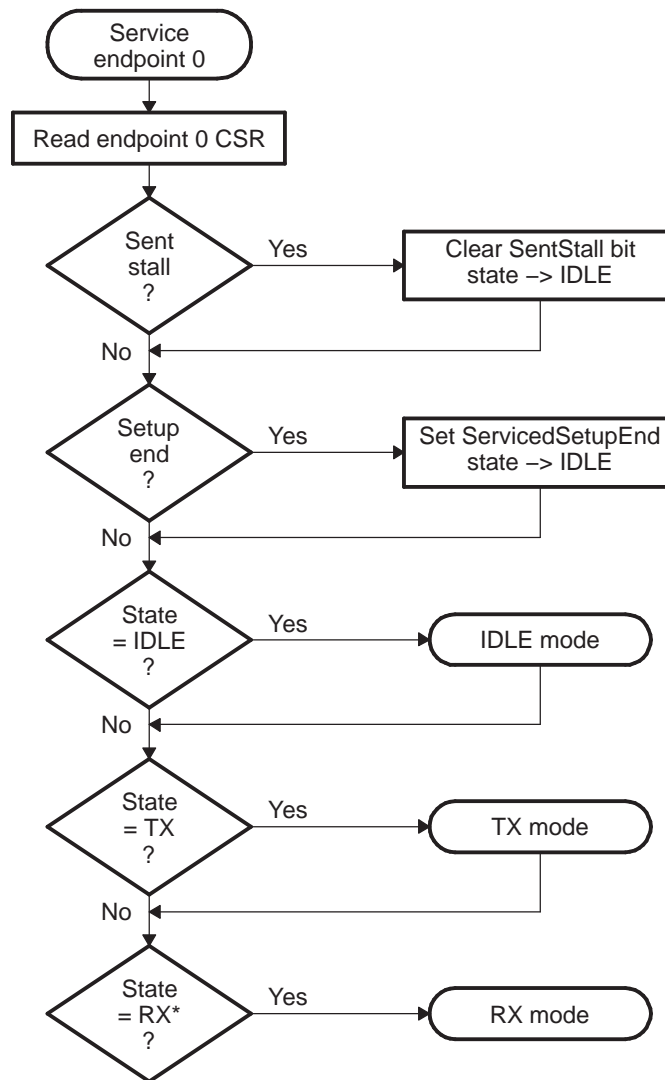 Service
endpoint 0
Read endpoint 0 CSR
Sent
stall
?
Yes
Clear SentStall bit
state –> IDLE
No
Setup
end
?
Yes
Set ServicedSetupEnd
state –> IDLE
No
State
= IDLE
?
Yes
IDLE mode
No
State
= TX
?
Yes
TX mode
No
State
= RX*
?
Yes
RX mode